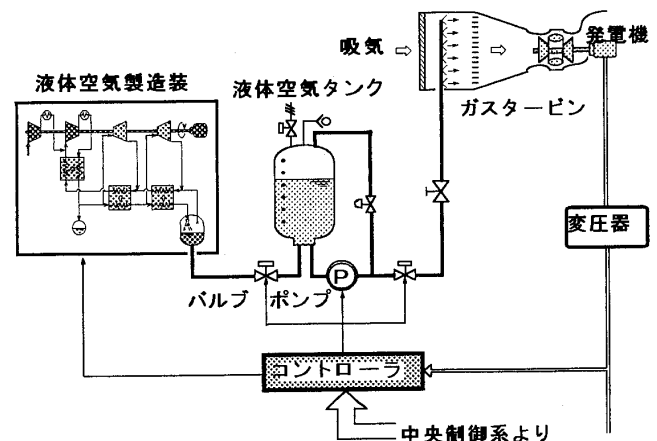 吸気
発電機
液体空気製造装
液体空気タンク
ガスタービン
変圧器
バルブ
ポンプ
P
コントローラ
中央制御系より